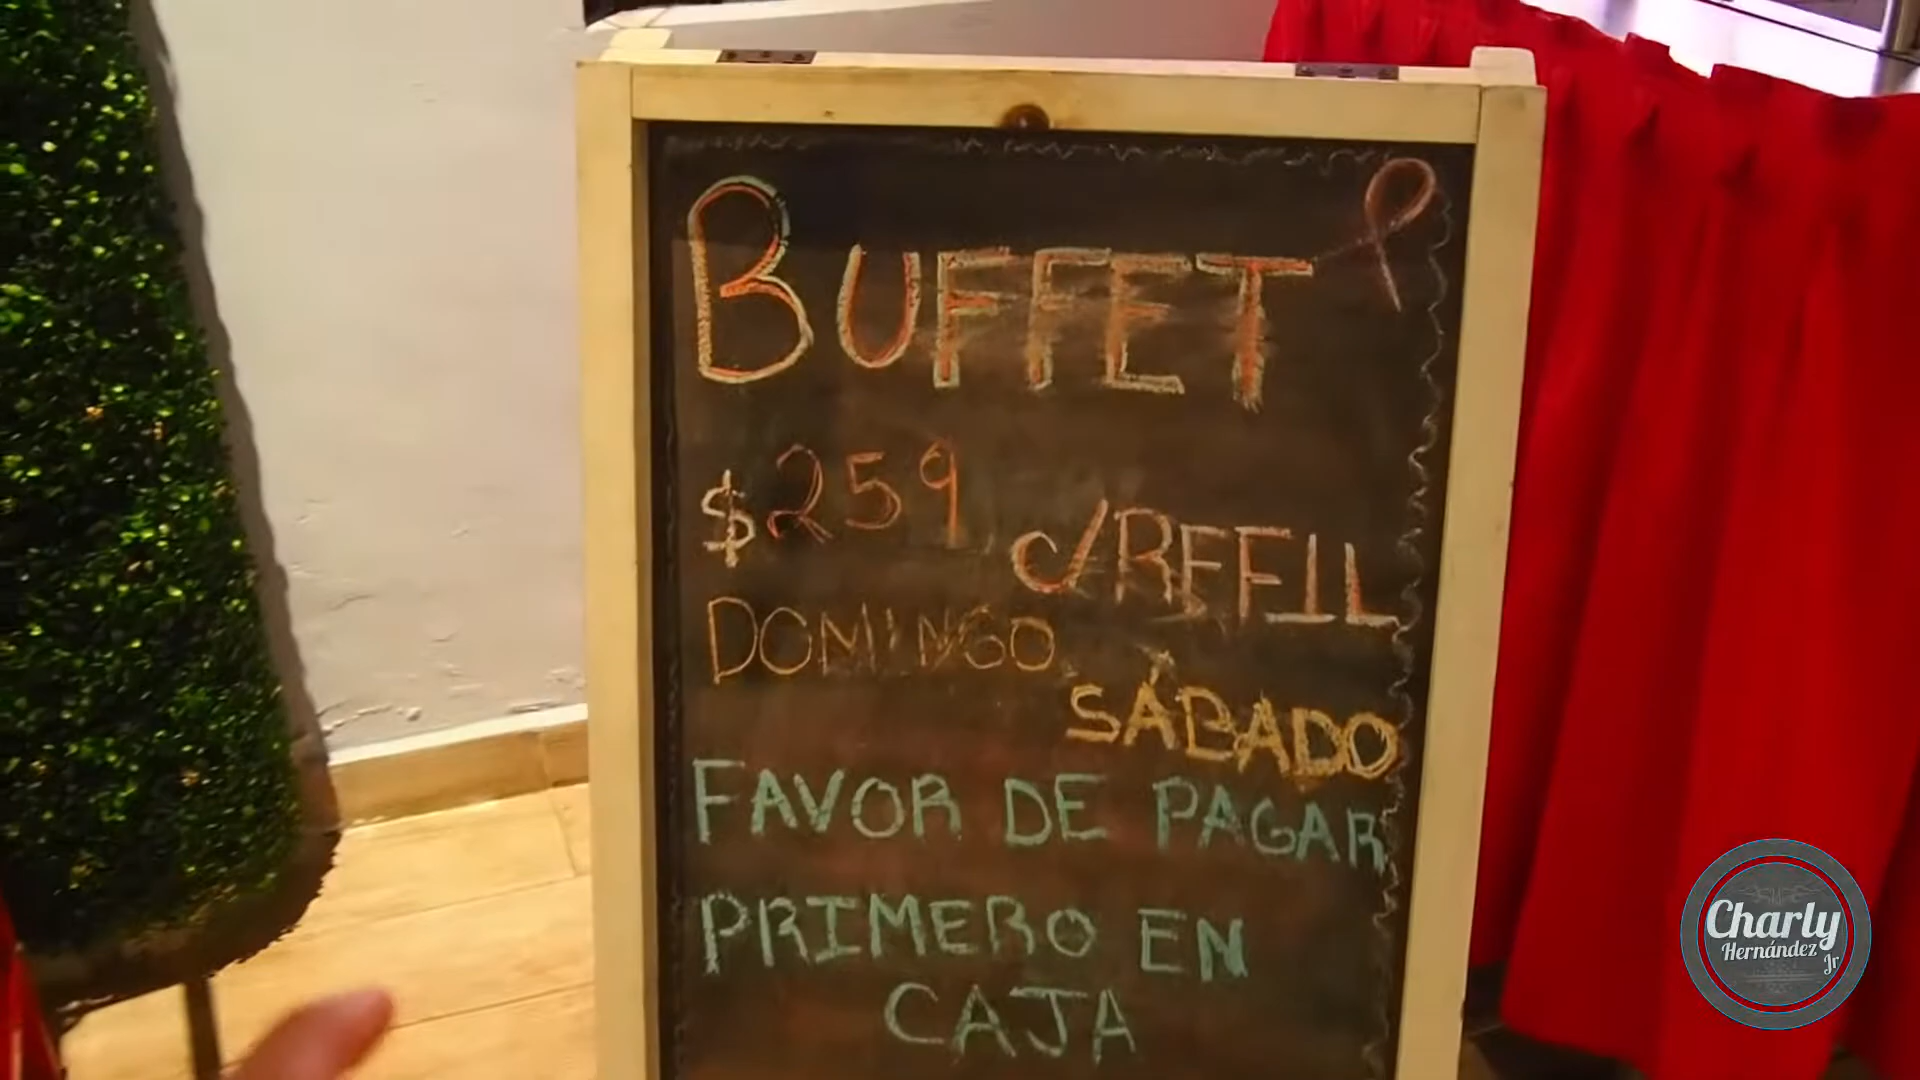 BUFFET
$259 c/REFIL
DOMINGO
SÁBADO
FAVOR DE PAGAR
PRIMERO EN
CAJA
Charly
Hernández
Jr